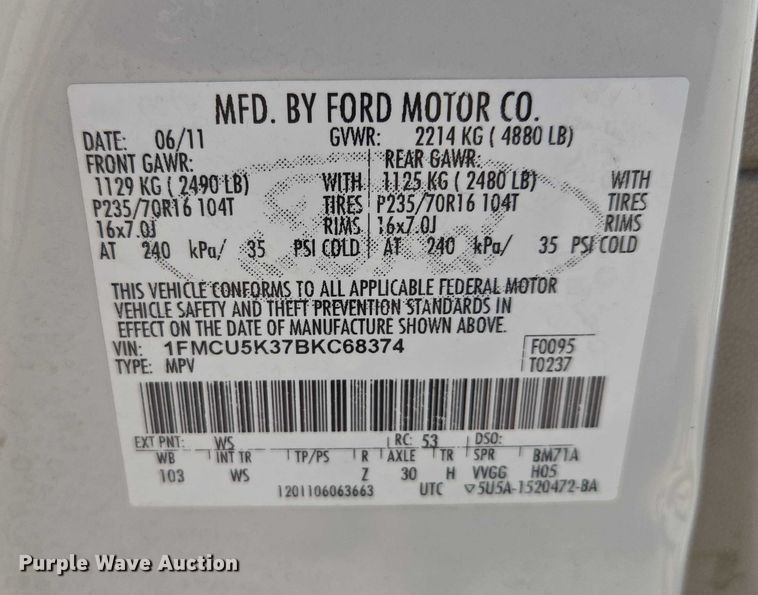 MFD. BY FORD MOTOR CO.
DATE: 06/11 GVWR: 2214 KG ( 4880 LB)
FRONT GAWR: REAR GAWR:
1129 KG ( 2490 LB) WITH 1125 KG ( 2480 LB) WITH
P235/70R16 104T TIRES P235/70R16 104T TIRES
16x7.0J RIMS 16x7.0J RIMS
AT 240 kPa/ 35 PSI COLD AT 240 kPa/ 35 PSI COLD
THIS VEHICLE CONFORMS TO ALL APPLICABLE FEDERAL MOTOR
VEHICLE SAFETY AND THEFT PREVENTION STANDARDS IN
EFFECT ON THE DATE OF MANUFACTURE SHOWN ABOVE.
VIN: 1FMCU5K37BKC68374 F0095
TYPE: MPV T0237
EXT PNT: WS RC: 53 DSO:
WB INT TR TP/PS R AXLE TR SPR BM71A
103 WS Z 30 H VVGG H05
1201106063663 UTC ▽5U5A-1520472-BA
Purple Wave Auction